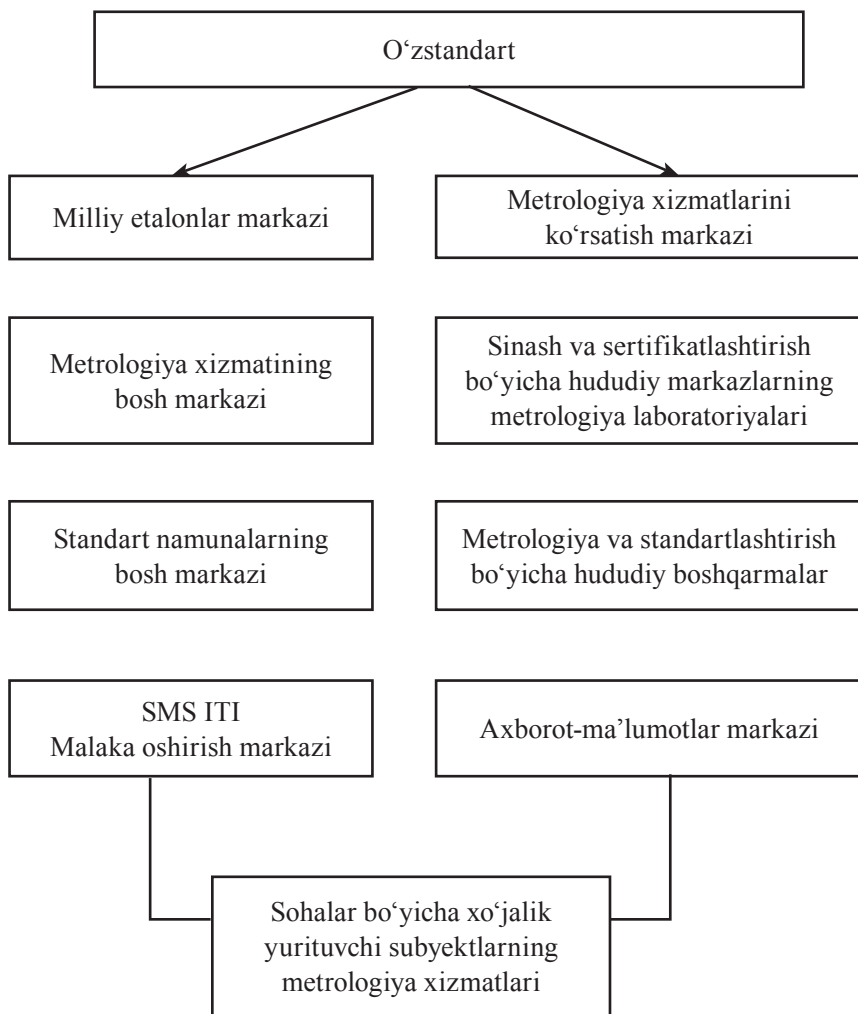 O‘zstandart
Milliy etalonlar markazi
Metrologiya xizmatlarini
ko‘rsatish markazi
Metrologiya xizmatining
bosh markazi
Sinash va sertifikatlashtirish
bo‘yicha hududiy markazlarning
metrologiya laboratoriyalari
Standart namunalarning
bosh markazi
Metrologiya va standartlashtirish
bo‘yicha hududiy boshqarmalar
SMS ITI
Malaka oshirish markazi
Axborot-ma’lumotlar markazi
Sohalar bo‘yicha xo‘jalik
yurituvchi subyektlarning
metrologiya xizmatlari